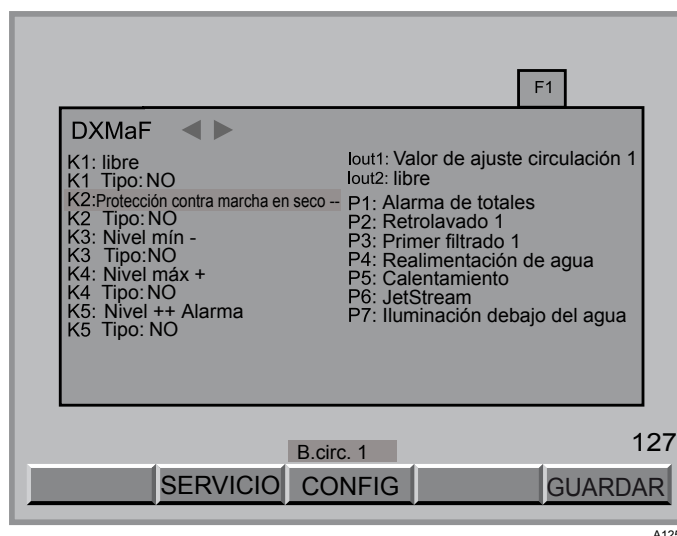 F1
DXMaF
K1: libre
K1 Tipo: NO
K2:Protección contra marcha en seco --
K2 Tipo: NO
K3: Nivel mín -
K3 Tipo:NO
K4: Nivel máx +
K4 Tipo: NO
K5: Nivel ++ Alarma
K5 Tipo: NO
Iout1: Valor de ajuste circulación 1
Iout2: libre
P1: Alarma de totales
P2: Retrolavado 1
P3: Primer filtrado 1
P4: Realimentación de agua
P5: Calentamiento
P6: JetStream
P7: Iluminación debajo del agua
127
B.circ. 1
SERVICIO CONFIG GUARDAR